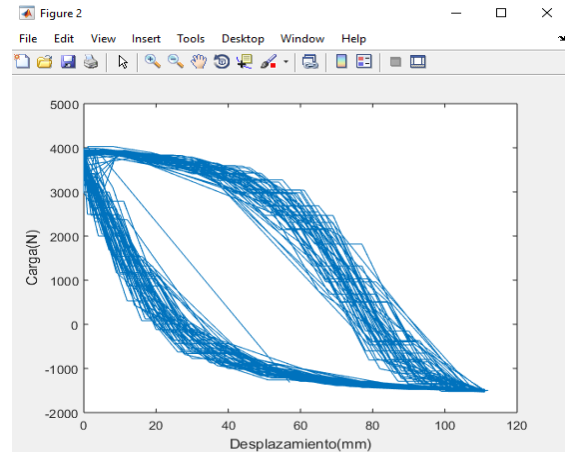 Figure 2
File Edit View Insert Tools Desktop Window Help
5000
4000
3000
2000
1000
0
-1000
-2000
Carga(N)
0 20 40 60 80 100 120
Desplazamiento(mm)